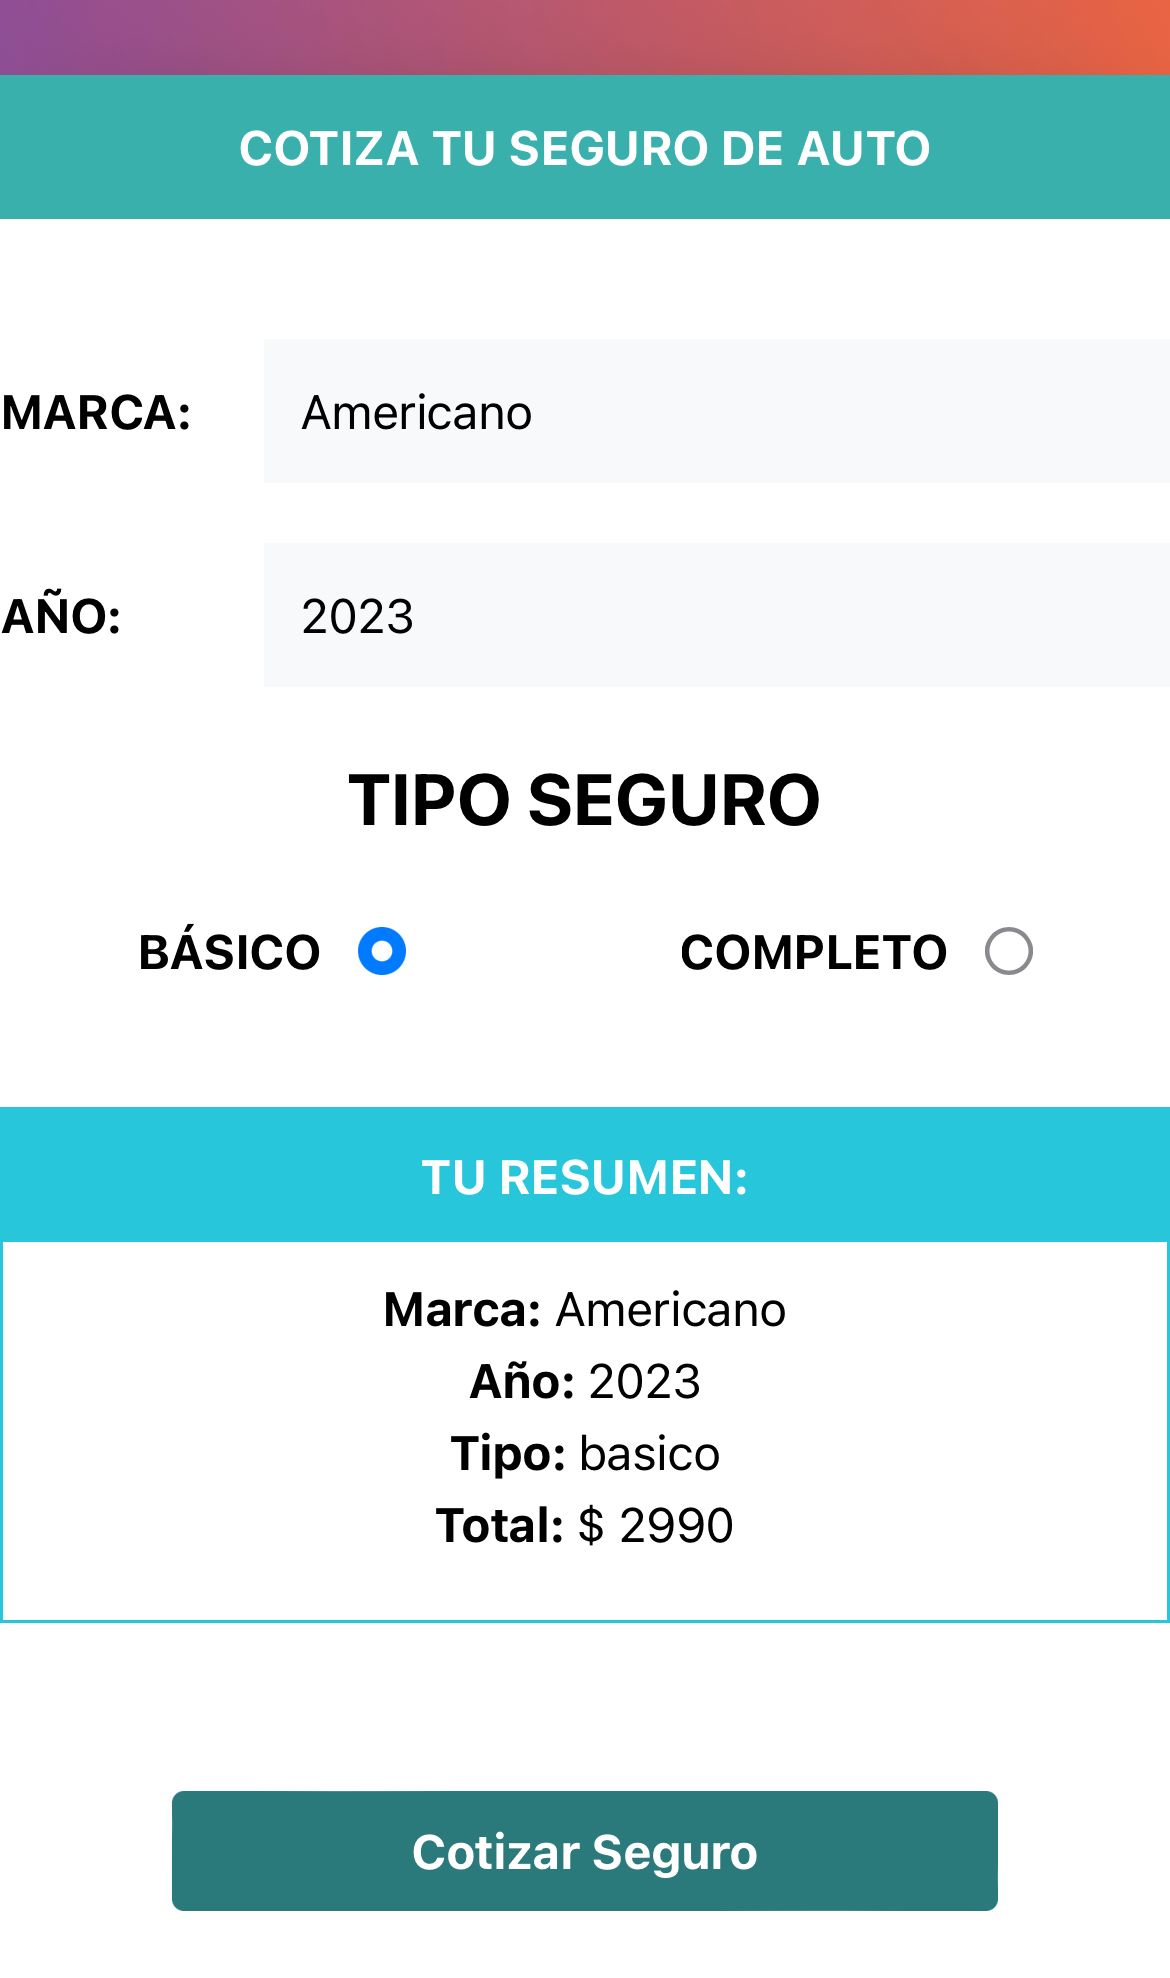 COTIZA TU SEGURO DE AUTO
MARCA: Americano
AÑO: 2023
TIPO SEGURO
BÁSICO COMPLETO
TU RESUMEN:
Marca: Americano
Año: 2023
Tipo: basico
Total: $ 2990
Cotizar Seguro